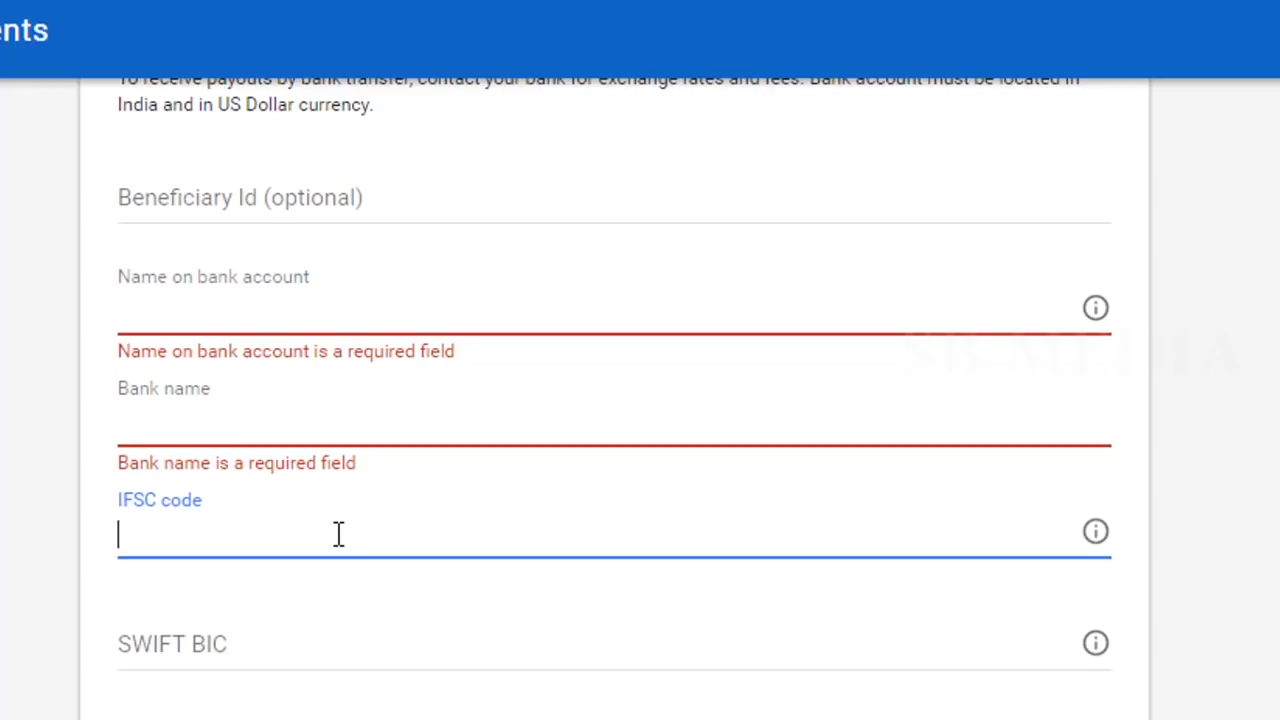 ents
To receive payouts by bank transfer, contact your bank for exchange rates and fees. Bank account must be located in
India and in US Dollar currency.
Beneficiary Id (optional)
Name on bank account
Name on bank account is a required field
SB MEDIA
Bank name
Bank name is a required field
IFSC code
SWIFT BIC